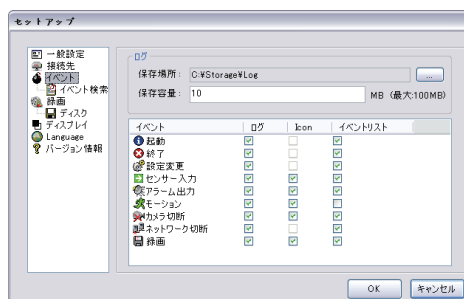 セットアップ
一般設定
接続先
イベント
イベント検索
録画
ディスク
ディスプレイ
Language
バージョン情報
ログ
保存場所: C:¥Storage¥Log ...
保存容量: 10 MB (最大:100MB)
イベント ログ Icon イベントリスト
起動
終了
設定変更
センサー入力
アラーム出力
モーション
カメラ切断
ネットワーク切断
録画
OK キャンセル